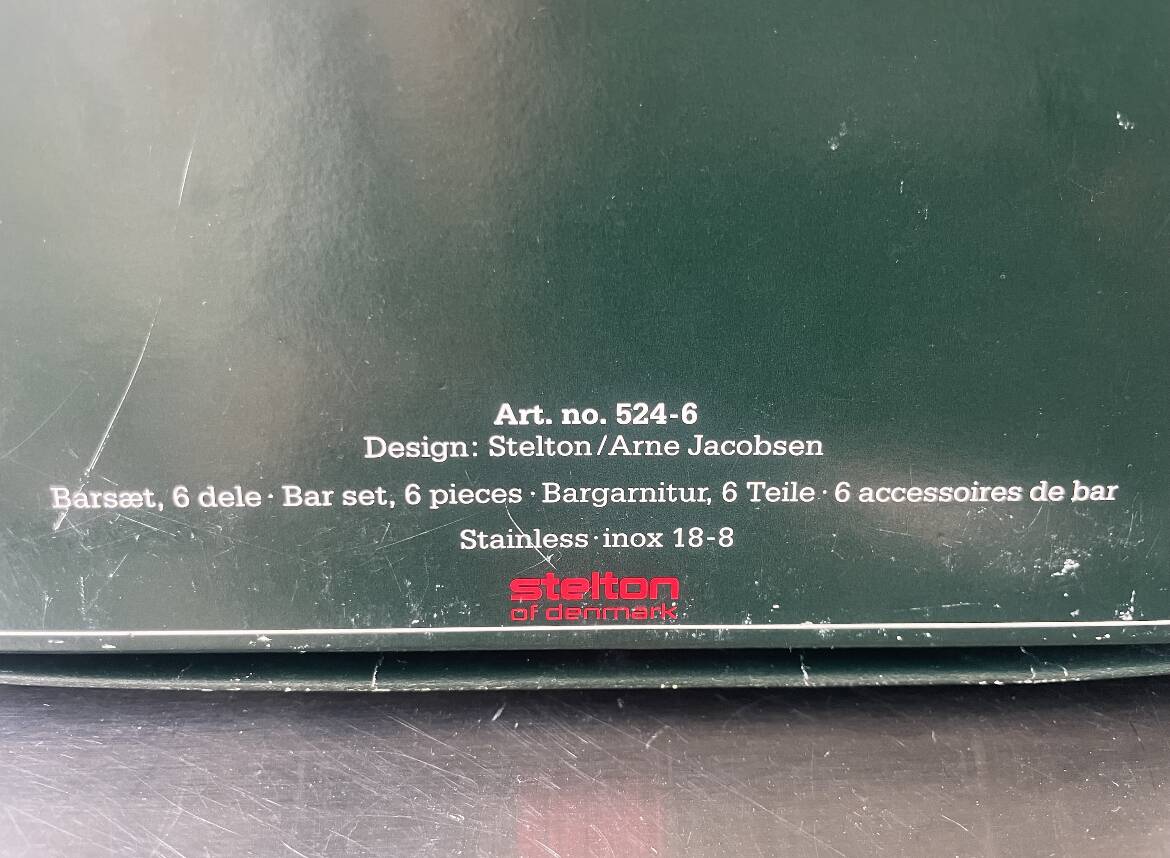 Art. no. 524-6
Design: Stelton/Arne Jacobsen
Barsæt, 6 dele · Bar set, 6 pieces · Bargarnitur, 6 Teile · 6 accessoires de bar
Stainless · inox 18-8
stelton
of denmark